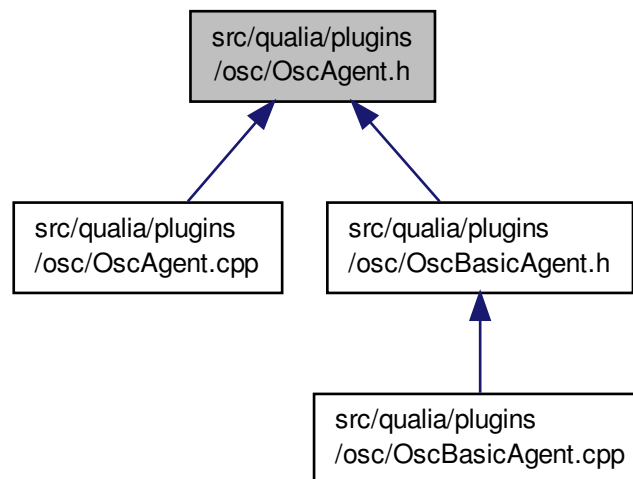 src/qualia/plugins
/osc/OscAgent.h
src/qualia/plugins
/osc/OscAgent.cpp
src/qualia/plugins
/osc/OscBasicAgent.h
src/qualia/plugins
/osc/OscBasicAgent.cpp